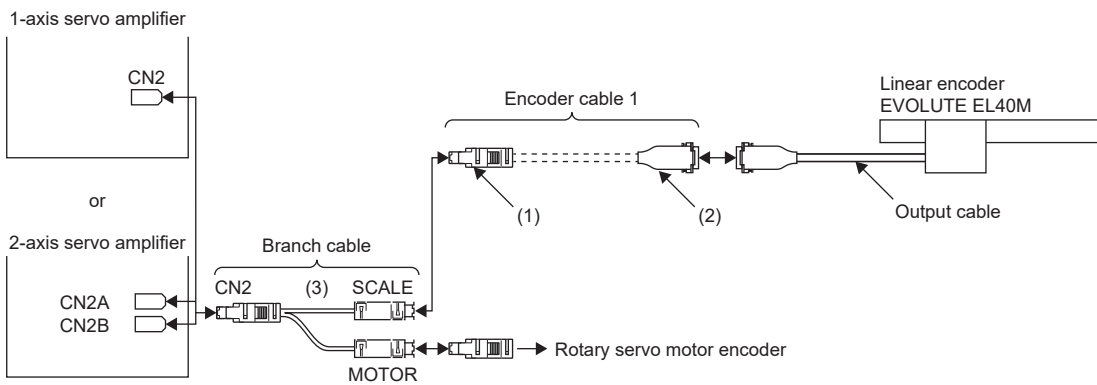 1-axis servo amplifier
CN2
or
2-axis servo amplifier
CN2A
CN2B
Branch cable
CN2
(3)
SCALE
MOTOR
Encoder cable 1
(1)
(2)
Linear encoder
EVOLUTE EL40M
Output cable
Rotary servo motor encoder